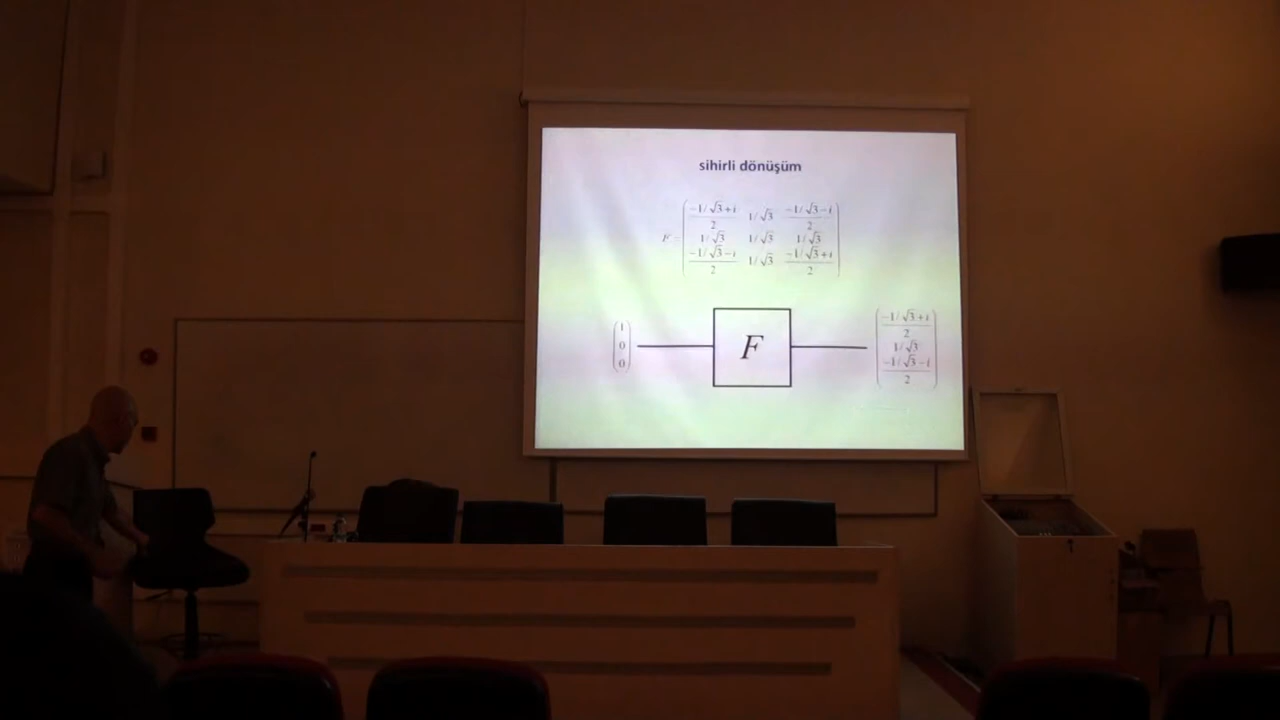 sihirli dönüşüm
F = ( (-1/√3+i)/2 1/√3 (-1/√3-i)/2
1/√3 1/√3 1/√3
(-1/√3-i)/2 1/√3 (-1/√3+i)/2 )
(1 0 0)
F
( (-1/√3+i)/2 1/√3 (-1/√3-i)/2 )